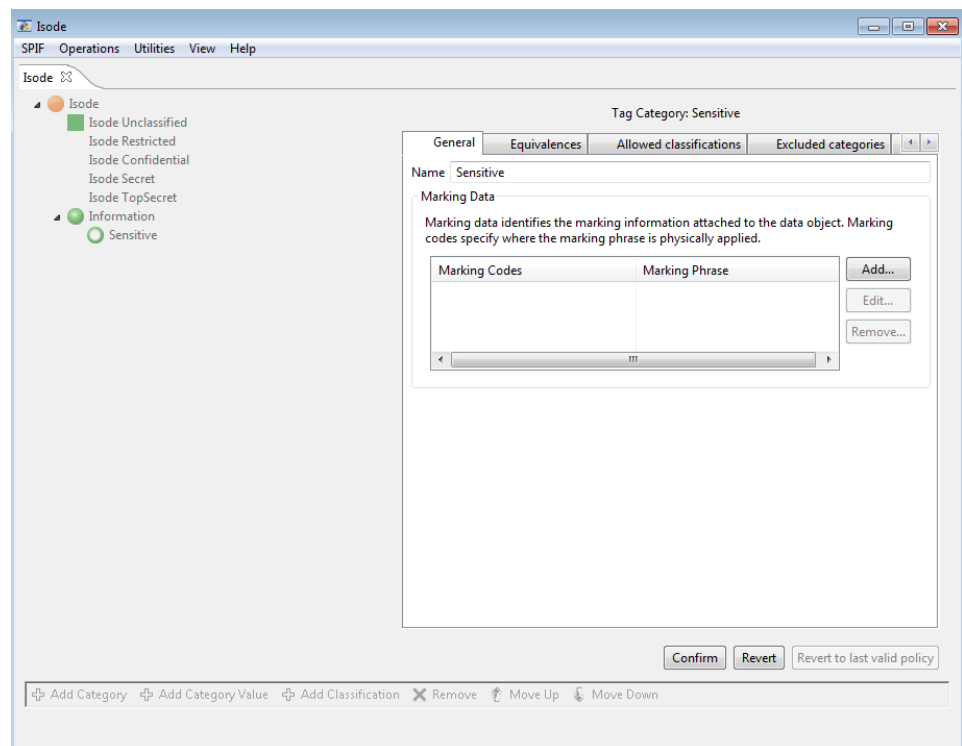 Isode
SPIF Operations Utilities View Help
Isode
Isode
Isode Unclassified
Isode Restricted
Isode Confidential
Isode Secret
Isode TopSecret
Information
Sensitive
Tag Category: Sensitive
General Equivalences Allowed classifications Excluded categories
Name Sensitive
Marking Data
Marking data identifies the marking information attached to the data object. Marking
codes specify where the marking phrase is physically applied.
Marking Codes Marking Phrase
Add...
Edit...
Remove...
Confirm Revert Revert to last valid policy
Add Category Add Category Value Add Classification Remove Move Up Move Down